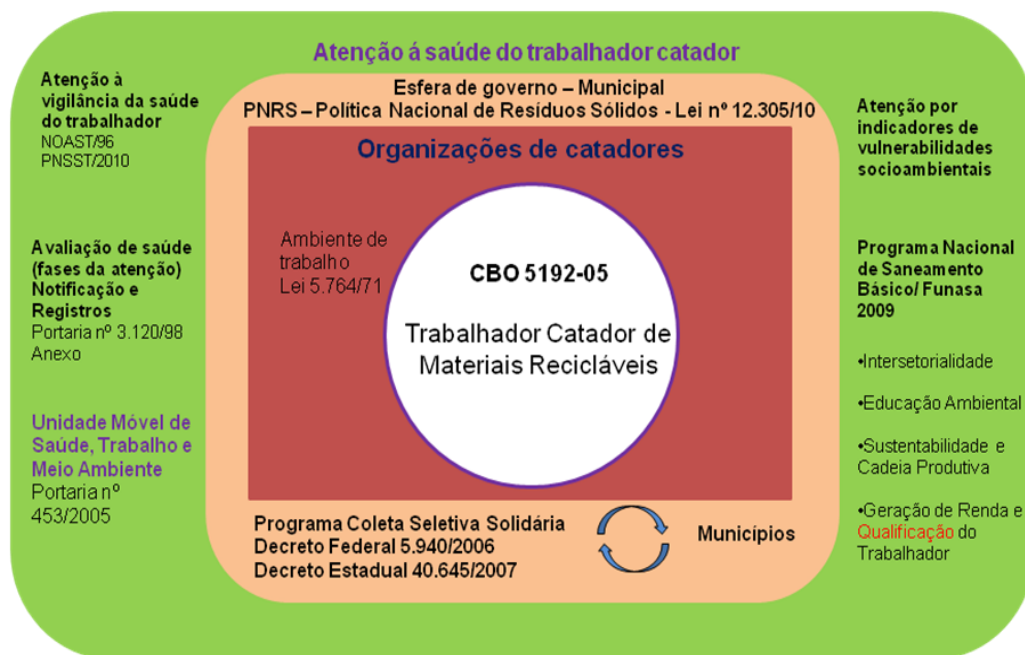 Atenção á saúde do trabalhador catador
Atenção à
vigilância da saúde
do trabalhador
NOAST/96
PNSST/2010
Avaliação de saúde
(fases da atenção)
Notificação e
Registros
Portaria nº 3.120/98
Anexo
Unidade Móvel de
Saúde, Trabalho e
Meio Ambiente
Portaria nº
453/2005
Esfera de governo – Municipal
PNRS – Política Nacional de Resíduos Sólidos - Lei nº 12.305/10
Organizações de catadores
Ambiente de
trabalho
Lei 5.764/71
CBO 5192-05
Trabalhador Catador de
Materiais Recicláveis
Programa Coleta Seletiva Solidária
Decreto Federal 5.940/2006
Decreto Estadual 40.645/2007
Municípios
Atenção por
indicadores de
vulnerabilidades
socioambientais
Programa Nacional
de Saneamento
Básico/ Funasa
2009
•Intersetorialidade
•Educação Ambiental
•Sustentabilidade e
Cadeia Produtiva
•Geração de Renda e
Qualificação do
Trabalhador